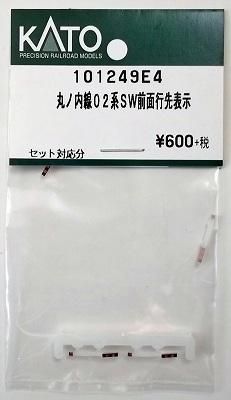 KATO
PRECISION RAILROAD MODELS
101249E4
丸ノ内線02系SW前面行先表示
¥600+税
セット対応分